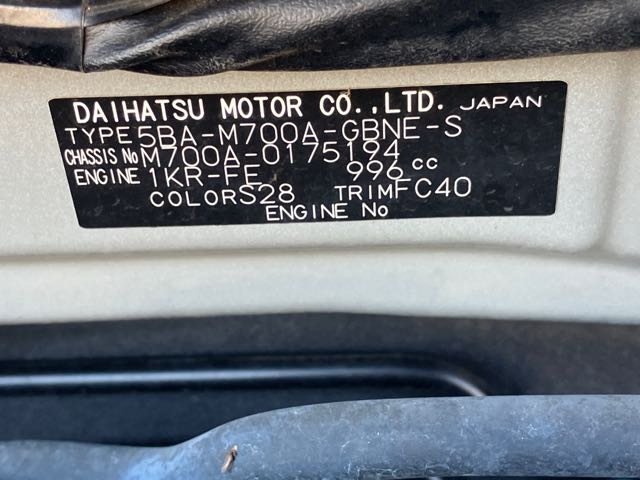 DAIHATSU MOTOR CO.,LTD. JAPAN
TYPE 5BA-M700A-GBNE-S
CHASSIS No M700A-0175194
ENGINE 1KR-FE 996 cc
COLOR S28 TRIM FC40
ENGINE No